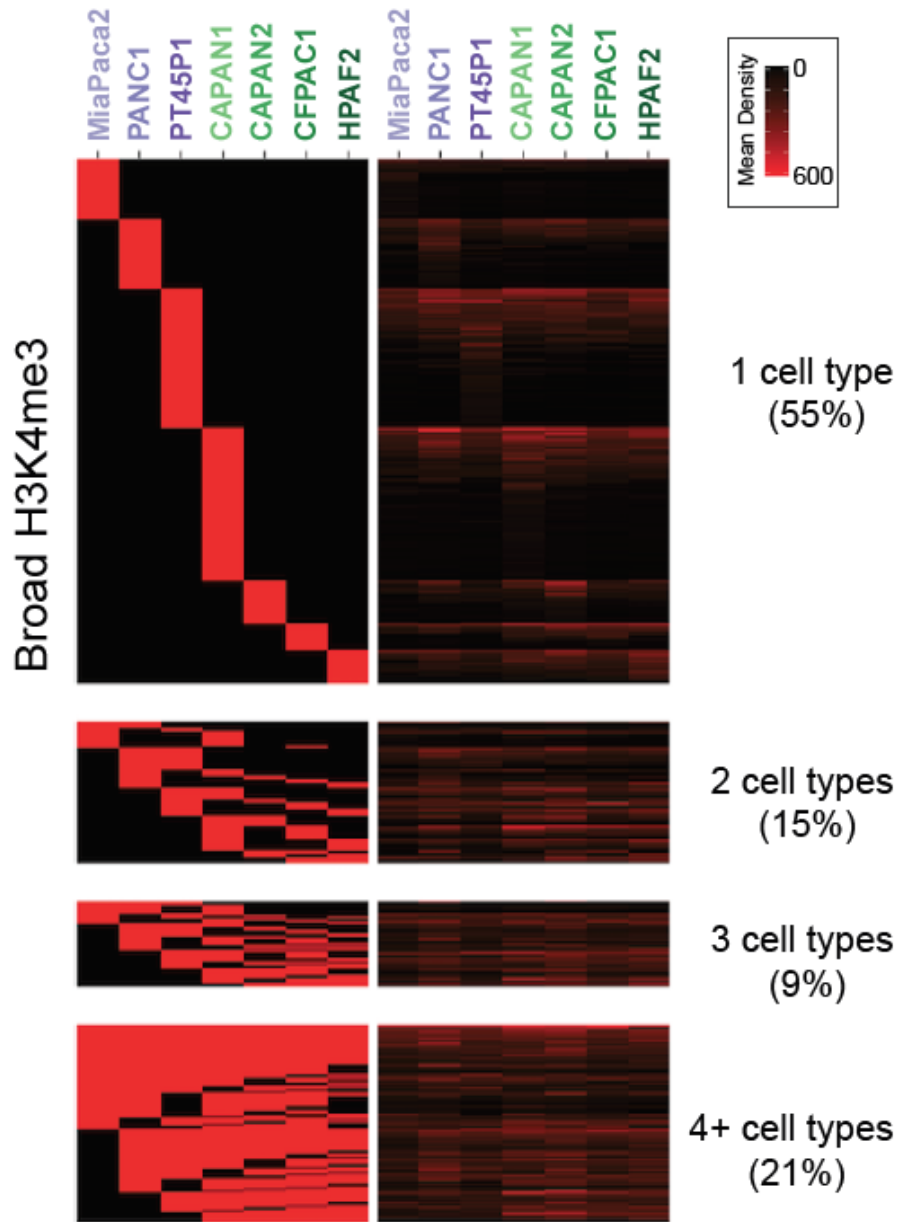 MiaPaca2
PANC1
PT45P1
CAPAN1
CAPAN2
CFPAC1
HPAF2
MiaPaca2
PANC1
PT45P1
CAPAN1
CAPAN2
CFPAC1
HPAF2
Mean Density
0
600
Broad H3K4me3
1 cell type
(55%)
2 cell types
(15%)
3 cell types
(9%)
4+ cell types
(21%)